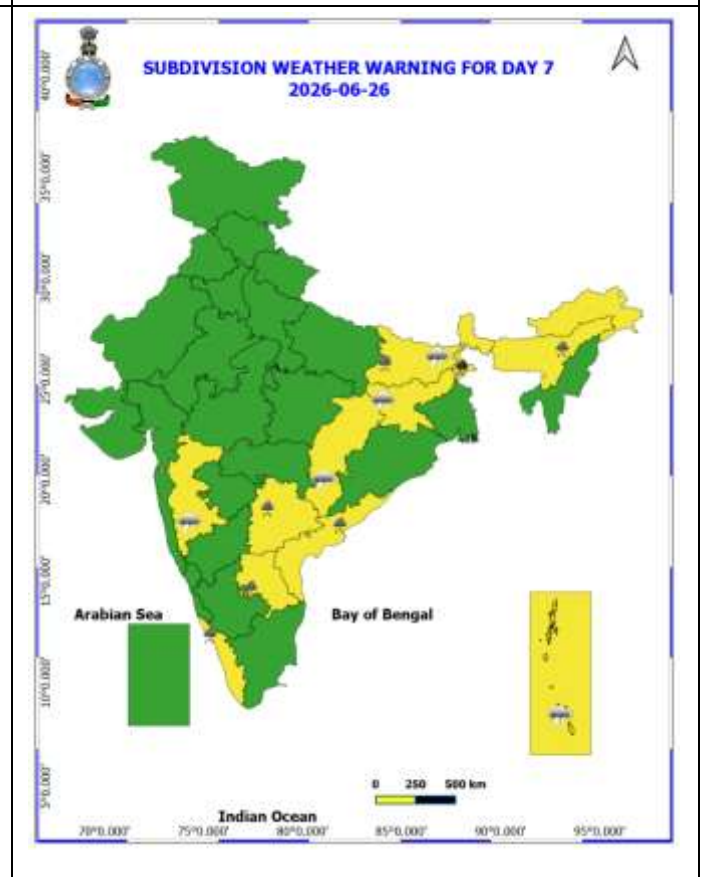 SUBDIVISION WEATHER WARNING FOR DAY 7
2026-06-26
40°0.000'
35°0.000'
30°0.000'
25°0.000'
20°0.000'
15°0.000'
10°0.000'
5°0.000'
Arabian Sea
Bay of Bengal
0 250 500 km
Indian Ocean
70°0.000' 75°0.000' 80°0.000' 85°0.000' 90°0.000' 95°0.000'